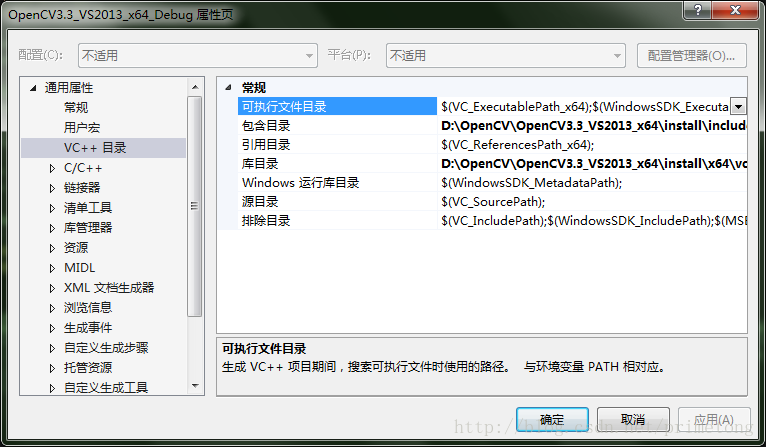 OpenCV3.3_VS2013_x64_Debug 属性页
配置(C): 不适用 平台(P): 不适用 配置管理器(O)...
通用属性
常规
用户宏
VC++ 目录
C/C++
链接器
清单工具
库管理器
资源
MIDL
XML 文档生成器
浏览信息
生成事件
自定义生成步骤
托管资源
自定义生成工具
常规
可执行文件目录 $(VC_ExecutablePath_x64);$(WindowsSDK_Executa
包含目录 D:\OpenCV\OpenCV3.3_VS2013_x64\install\include
引用目录 $(VC_ReferencesPath_x64);
库目录 D:\OpenCV\OpenCV3.3_VS2013_x64\install\x64\vc
Windows 运行库目录 $(WindowsSDK_MetadataPath);
源目录 $(VC_SourcePath);
排除目录 $(VC_IncludePath);$(WindowsSDK_IncludePath);$(MSB
可执行文件目录
生成 VC++ 项目期间，搜索可执行文件时使用的路径。 与环境变量 PATH 相对应。
确定 取消 应用(A)
http://blog.csdn.net/primetong